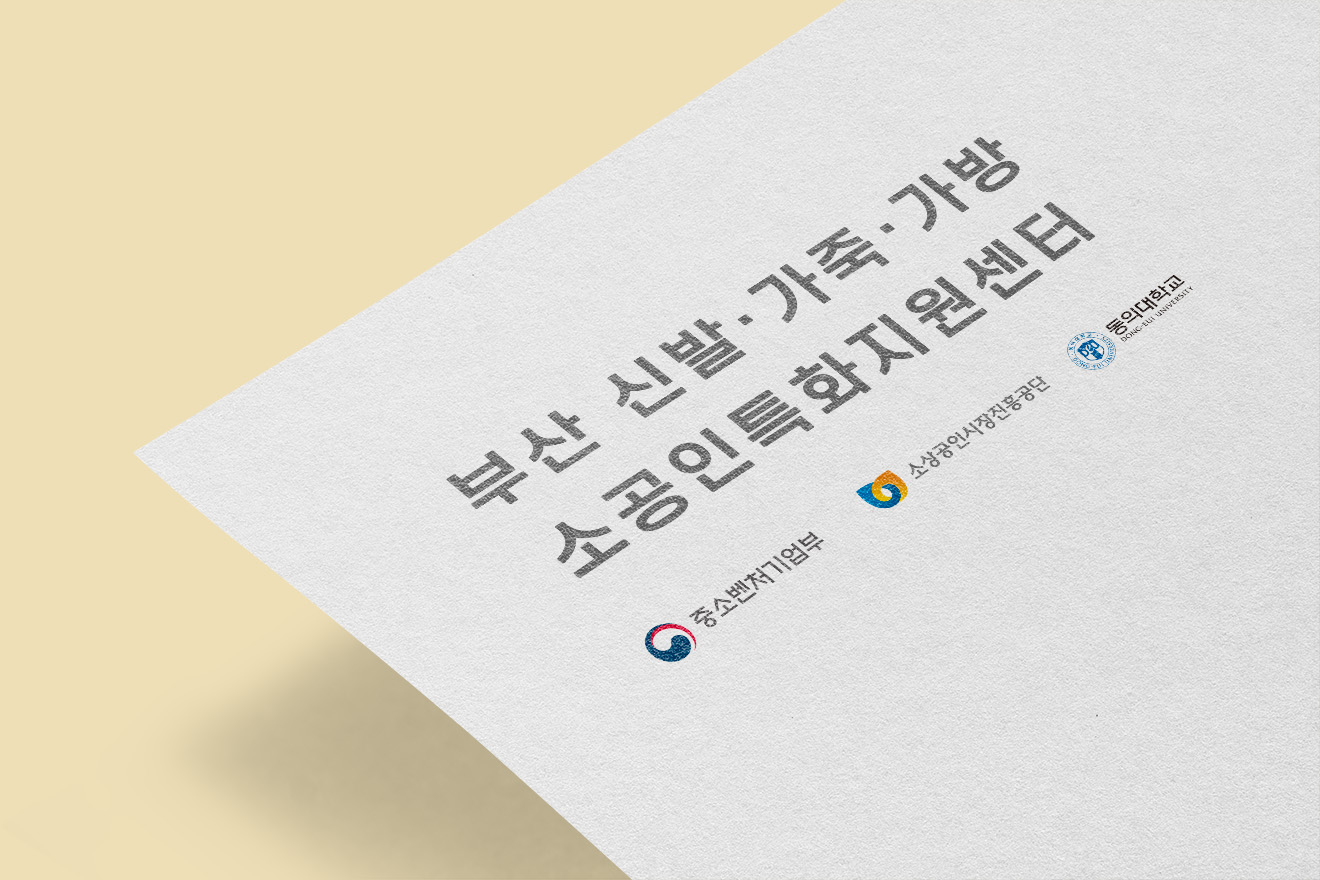 부산 신발·가죽·가방
소공인특화지원센터
중소벤처기업부
소상공인시장진흥공단
동의대학교
DONG-EUI UNIVERSITY